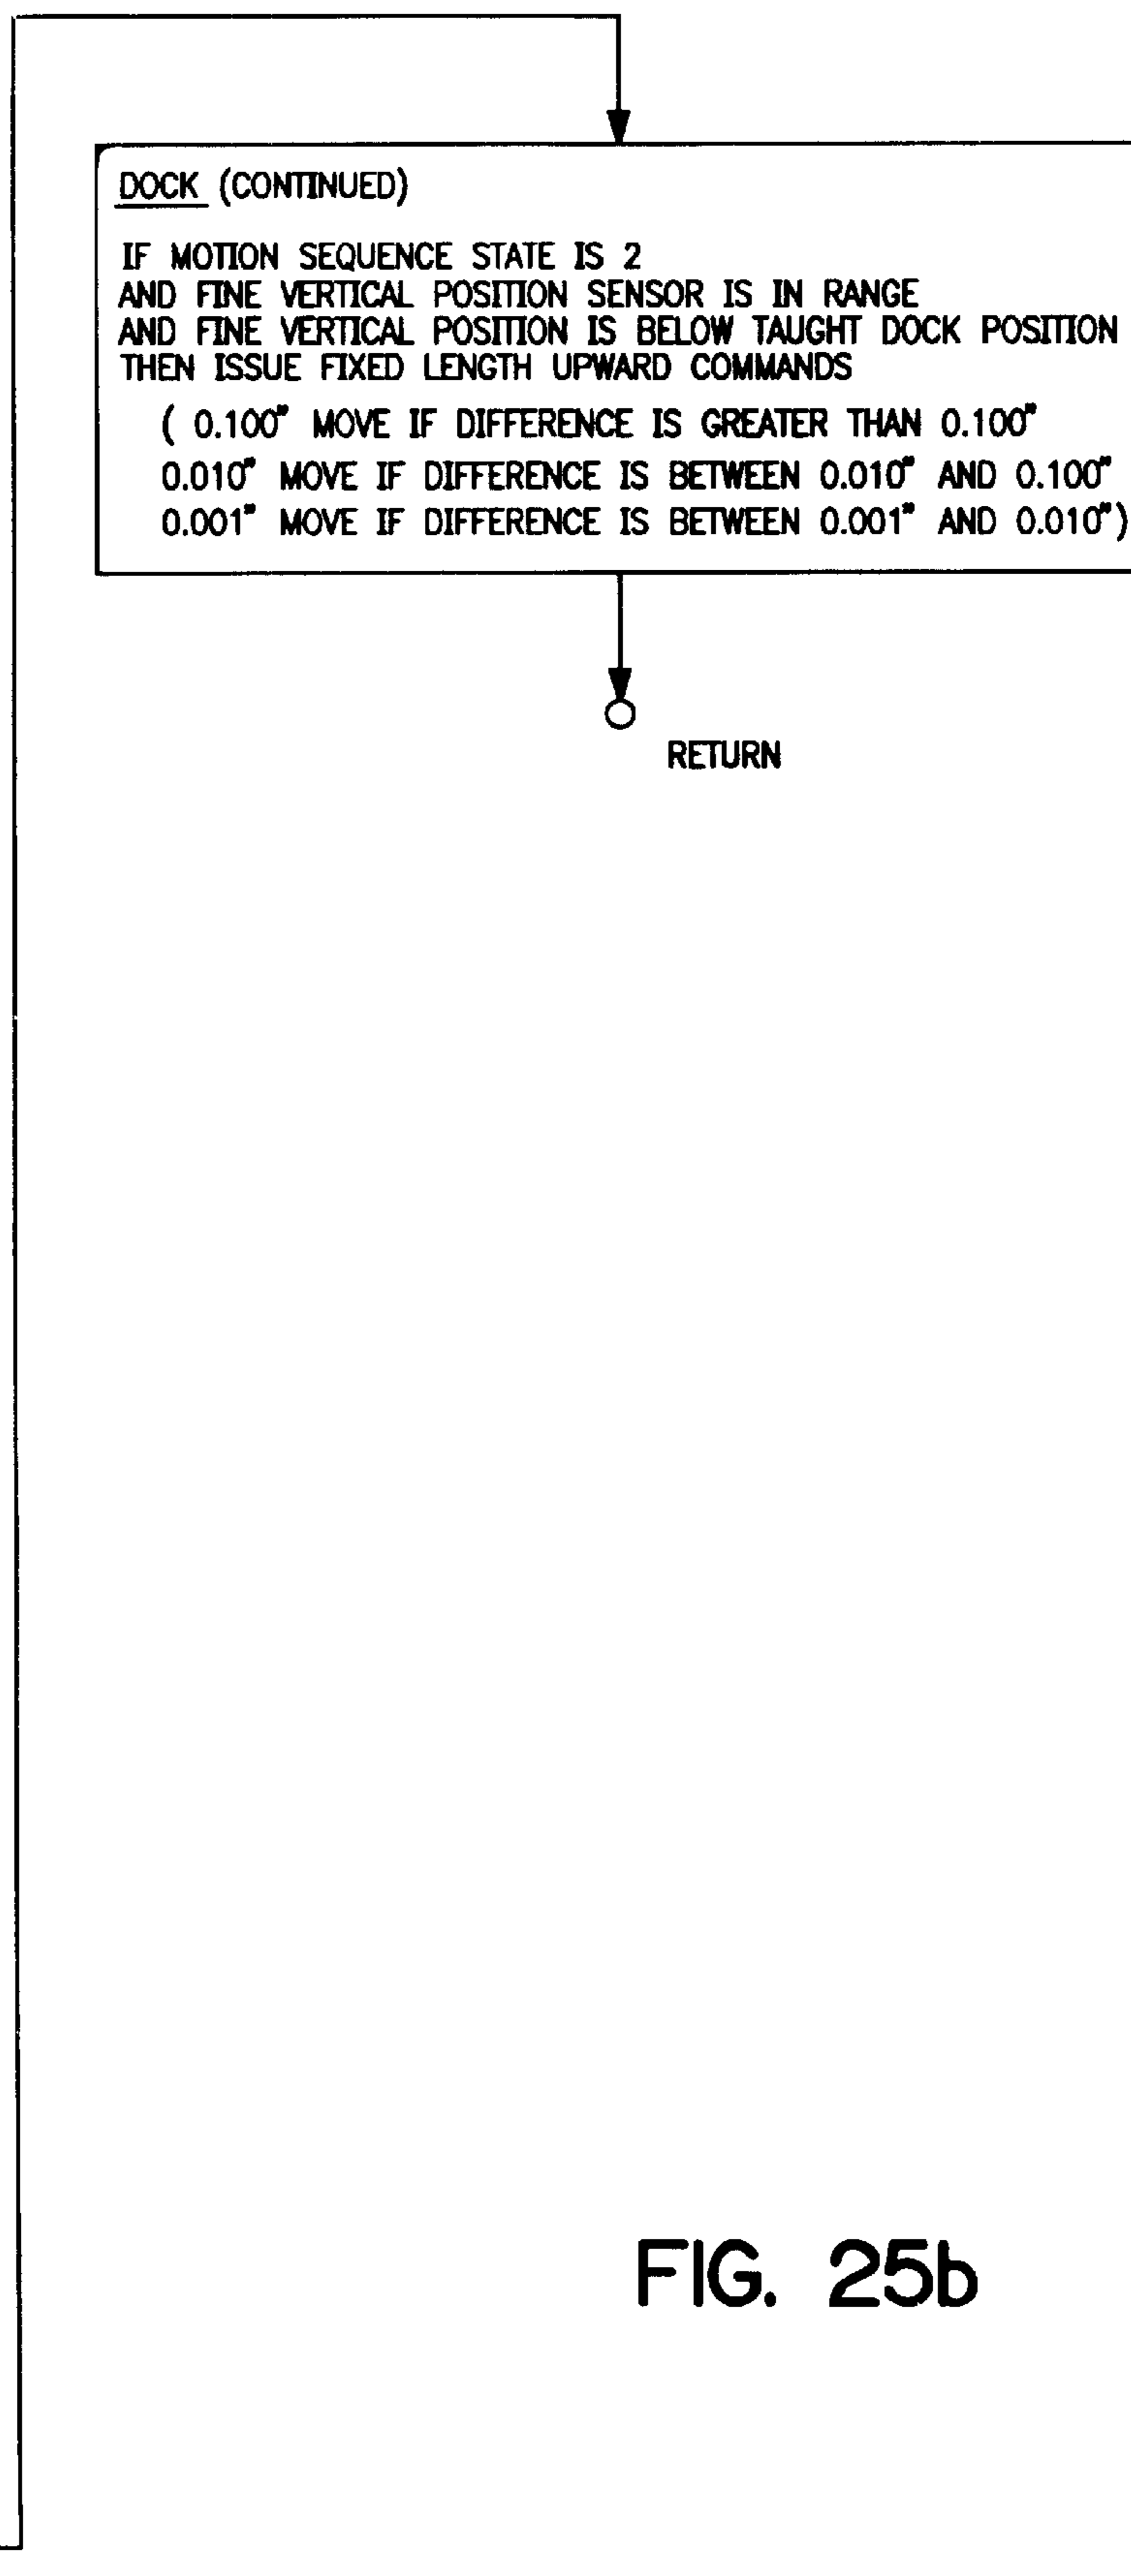 DOCK (CONTINUED)
IF MOTION SEQUENCE STATE IS 2
AND FINE VERTICAL POSITION SENSOR IS IN RANGE
AND FINE VERTICAL POSITION IS BELOW TAUGHT DOCK POSITION
THEN ISSUE FIXED LENGTH UPWARD COMMANDS
( 0.100" MOVE IF DIFFERENCE IS GREATER THAN 0.100"
0.010" MOVE IF DIFFERENCE IS BETWEEN 0.010" AND 0.100"
0.001" MOVE IF DIFFERENCE IS BETWEEN 0.001" AND 0.010")
RETURN
FIG. 25b